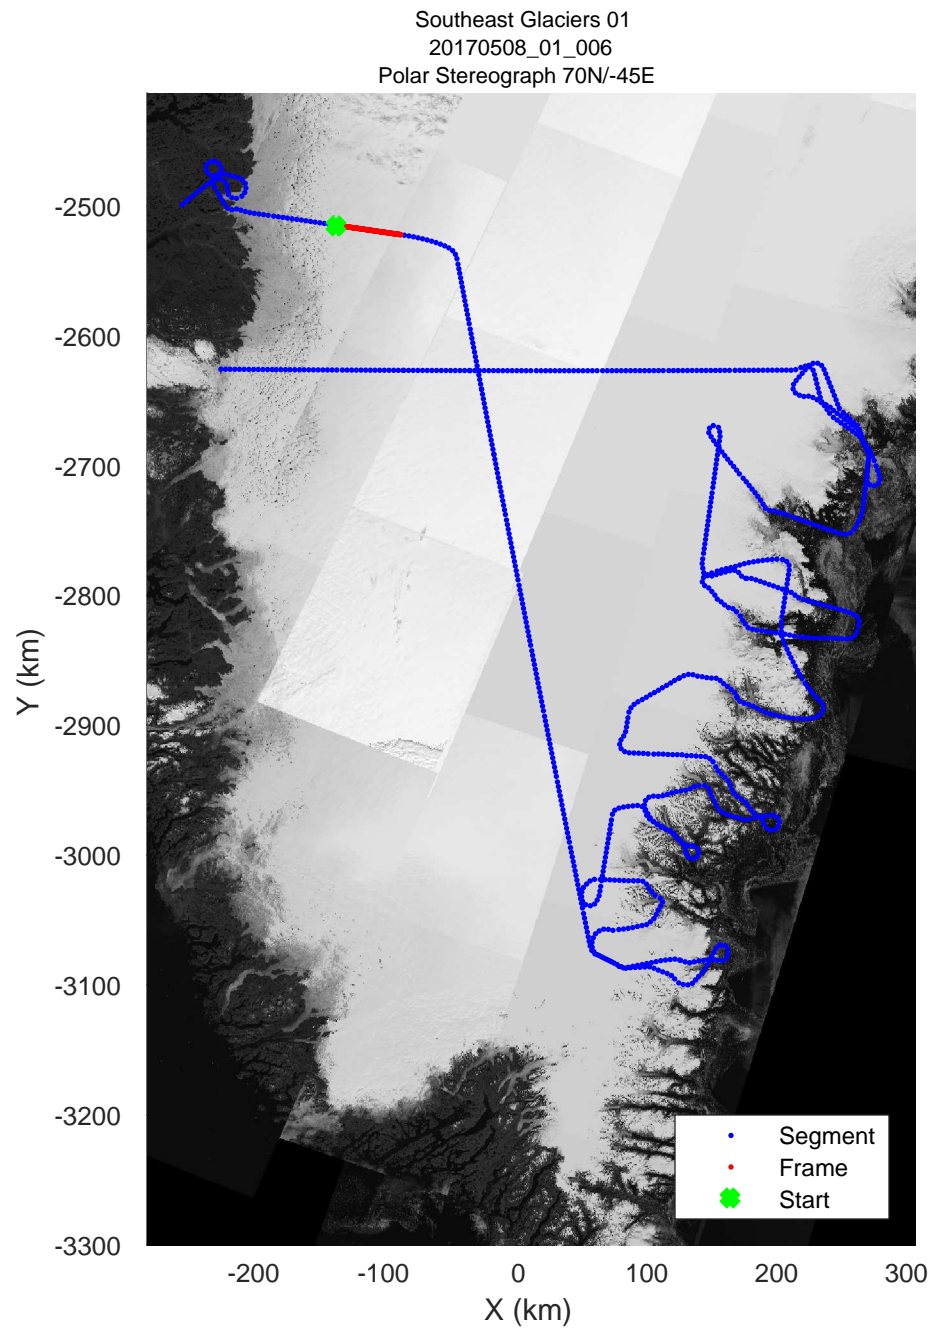 Southeast Glaciers 01
20170508_01_006
Polar Stereograph 70N/-45E
-2500
-2600
-2700
-2800
-2900
-3000
-3100
-3200
-3300
Y (km)
-200 -100 0 100 200 300
X (km)
Segment
Frame
Start